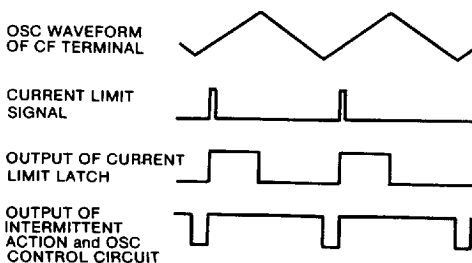 OSC WAVEFORM
OF CF TERMINAL
CURRENT LIMIT
SIGNAL
OUTPUT OF CURRENT
LIMIT LATCH
OUTPUT OF
INTERMITTENT
ACTION and OSC
CONTROL CIRCUIT